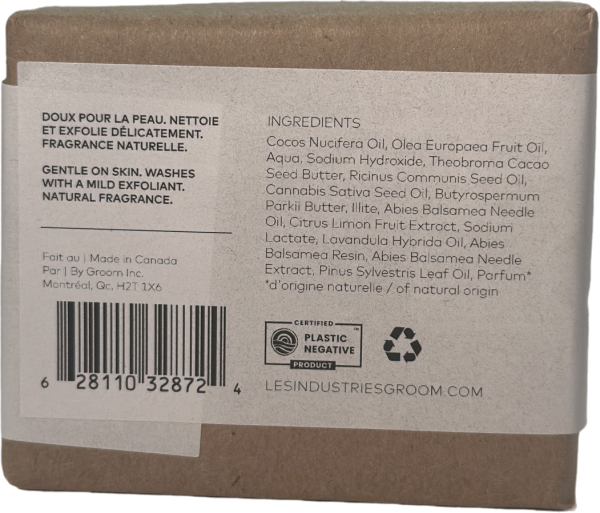 DOUX POUR LA PEAU. NETTOIE
ET EXFOLIE DÉLICATEMENT.
FRAGRANCE NATURELLE.
GENTLE ON SKIN. WASHES
WITH A MILD EXFOLIANT.
NATURAL FRAGRANCE.
Fait au | Made in Canada
Par | By Groom Inc.
Montréal, Qc, H2T 1X6
6 28110 32872 4
INGREDIENTS
Cocos Nucifera Oil, Olea Europaea Fruit Oil,
Aqua, Sodium Hydroxide, Theobroma Cacao
Seed Butter, Ricinus Communis Seed Oil,
Cannabis Sativa Seed Oil, Butyrospermum
Parkii Butter, Illite, Abies Balsamea Needle
Oil, Citrus Limon Fruit Extract, Sodium
Lactate, Lavandula Hybrida Oil, Abies
Balsamea Resin, Abies Balsamea Needle
Extract, Pinus Sylvestris Leaf Oil, Parfum*
*d'origine naturelle / of natural origin
CERTIFIED
PLASTIC
NEGATIVE
PRODUCT
LESINDUSTRIESGROOM.COM